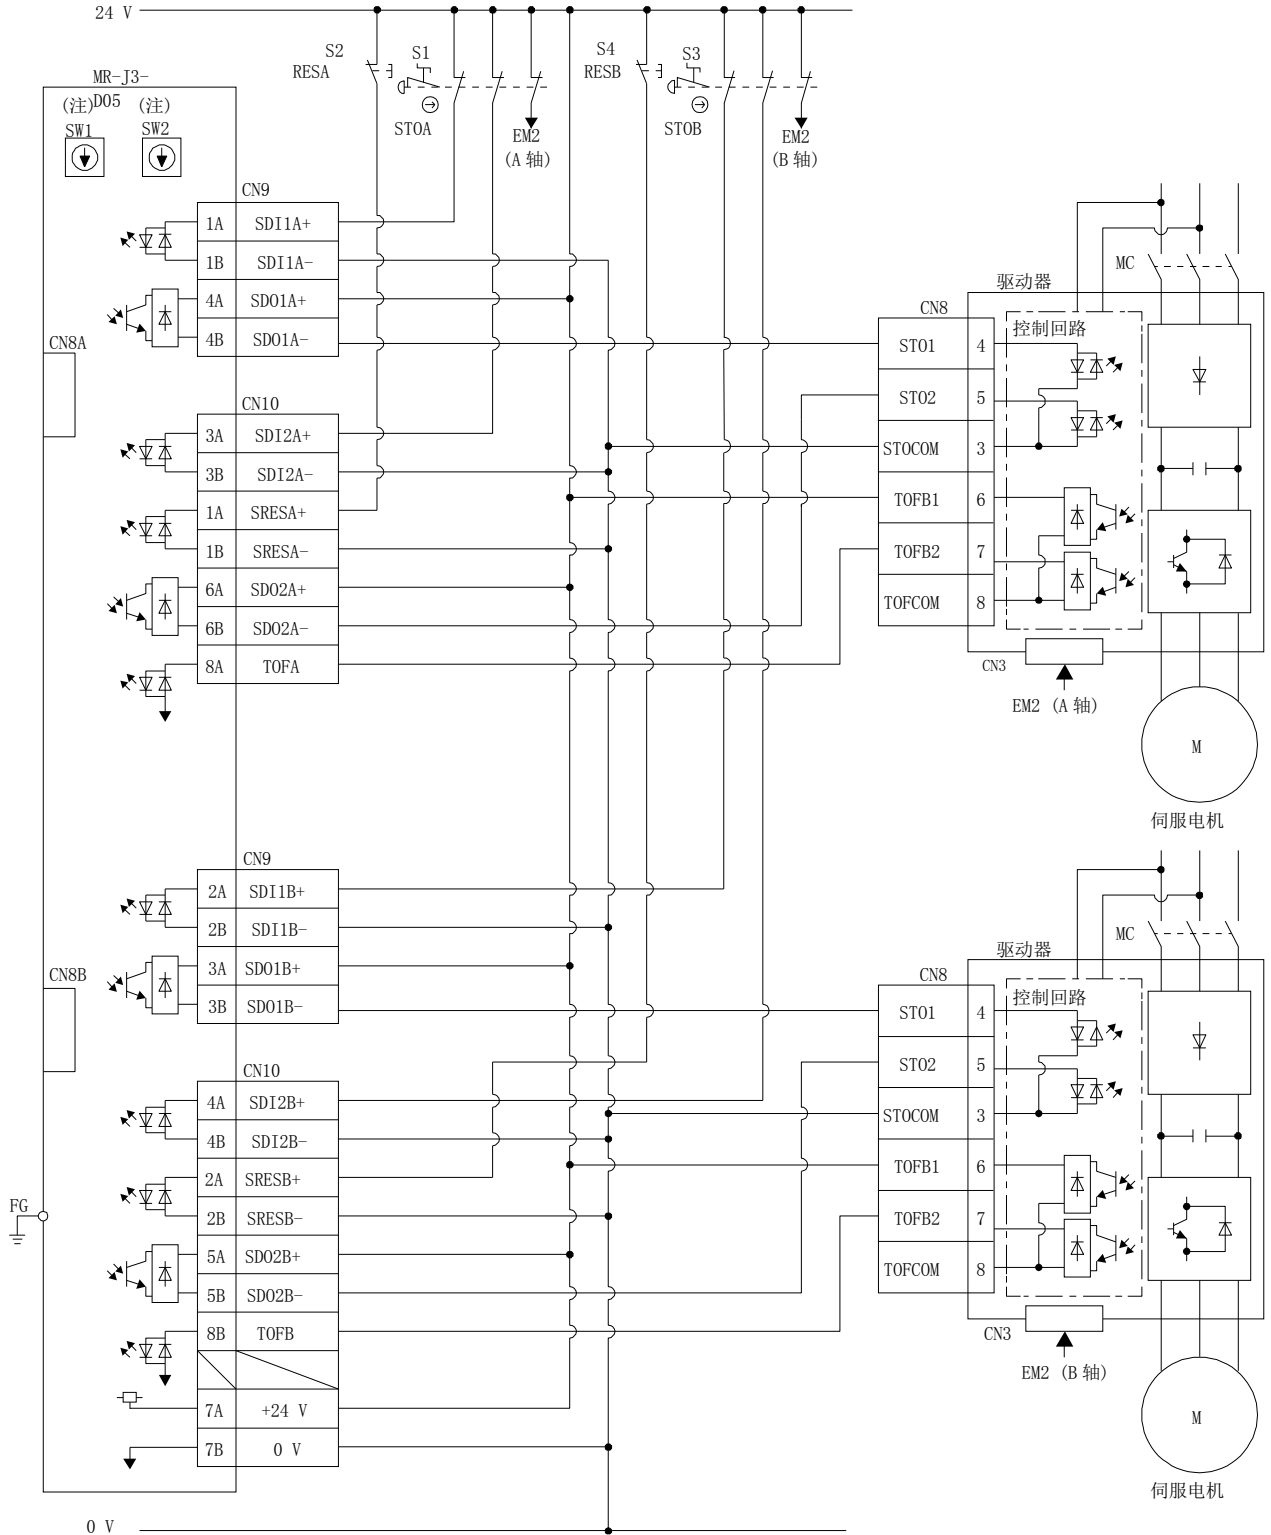 24 V
S2
RESA
S1
STOA
EM2
(A 轴)
S4
RESB
S3
STOB
EM2
(B 轴)
MR-J3-
D05
(注)
SW1
(注)
SW2
CN9
1A SDI1A+
1B SDI1A-
4A SDO1A+
4B SDO1A-
CN8A
CN10
3A SDI2A+
3B SDI2A-
1A SRESA+
1B SRESA-
6A SDO2A+
6B SDO2A-
8A TOFA
MC
驱动器
控制回路
CN8
STO1 4
STO2 5
STOCOM 3
TOFB1 6
TOFB2 7
TOFCOM 8
CN3
EM2 (A 轴)
M
伺服电机
CN9
2A SDI1B+
2B SDI1B-
3A SDO1B+
3B SDO1B-
CN8B
CN10
4A SDI2B+
4B SDI2B-
2A SRESB+
2B SRESB-
5A SDO2B+
5B SDO2B-
8B TOFB
7A +24 V
7B 0 V
FG
MC
驱动器
控制回路
CN8
STO1 4
STO2 5
STOCOM 3
TOFB1 6
TOFB2 7
TOFCOM 8
CN3
EM2 (B 轴)
M
伺服电机
0 V